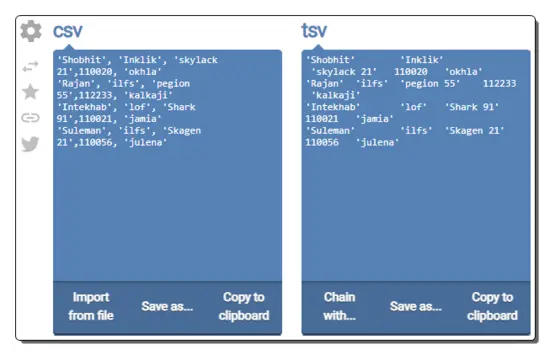 csv
'Shobhit', 'Inklik', 'skylack
21',110020, 'okhla'
'Rajan', 'ilfs', 'pegion
55',112233, 'kalkaji'
'Intekhab', 'lof', 'Shark
91',110021, 'jamia'
'Suleman', 'ilfs', 'Skagen
21',110056, 'julena'
Import
from file
Save as...
Copy to
clipboard
tsv
'Shobhit' 'Inklik'
'skylack 21' 110020 'okhla'
'Rajan' 'ilfs' 'pegion 55' 112233
'kalkaji'
'Intekhab' 'lof' 'Shark 91'
110021 'jamia'
'Suleman' 'ilfs' 'Skagen 21'
110056 'julena'
Chain
with...
Save as...
Copy to
clipboard